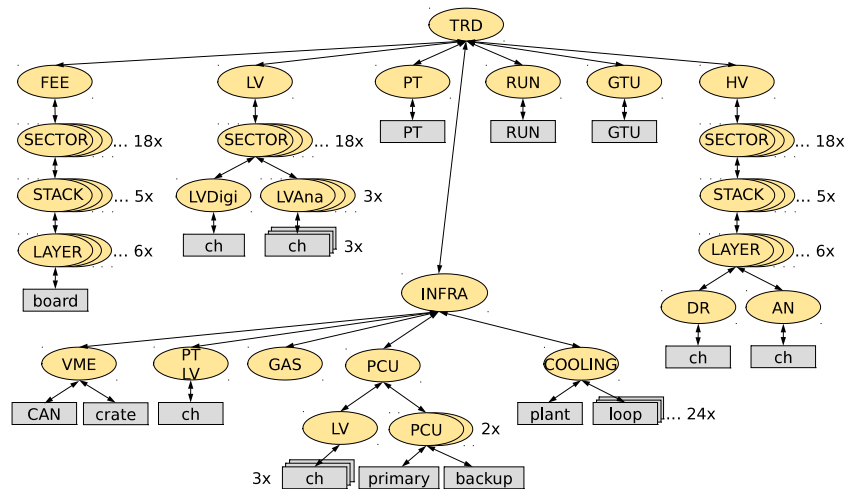 TRD
FEE LV PT RUN GTU HV
SECTOR ... 18x SECTOR ... 18x PT RUN GTU SECTOR ... 18x
STACK ... 5x LVDigi LVAna 3x STACK ... 5x
LAYER ... 6x ch ch 3x LAYER ... 6x
board INFRA DR AN
ch ch
VME PT LV GAS PCU COOLING
CAN crate ch plant loop ... 24x
LV PCU 2x
3x ch primary backup